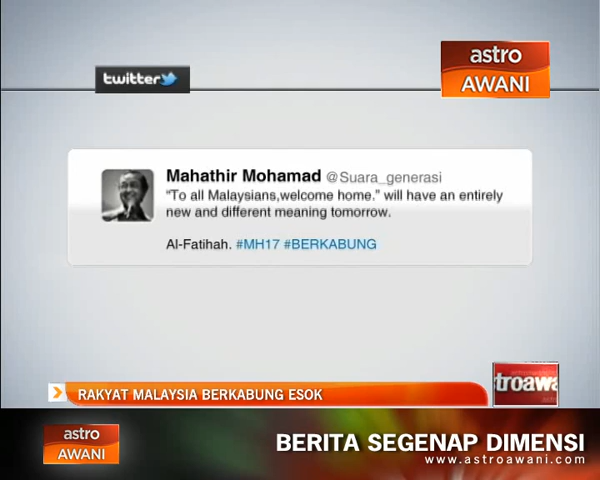 twitter
astro
AWANI
Mahathir Mohamad @Suara_generasi
"To all Malaysians,welcome home." will have an entirely
new and different meaning tomorrow.
Al-Fatihah. #MH17 #BERKABUNG
RAKYAT MALAYSIA BERKABUNG ESOK
troawa
astro
AWANI
BERITA SEGENAP DIMENSI
www.astroawani.com